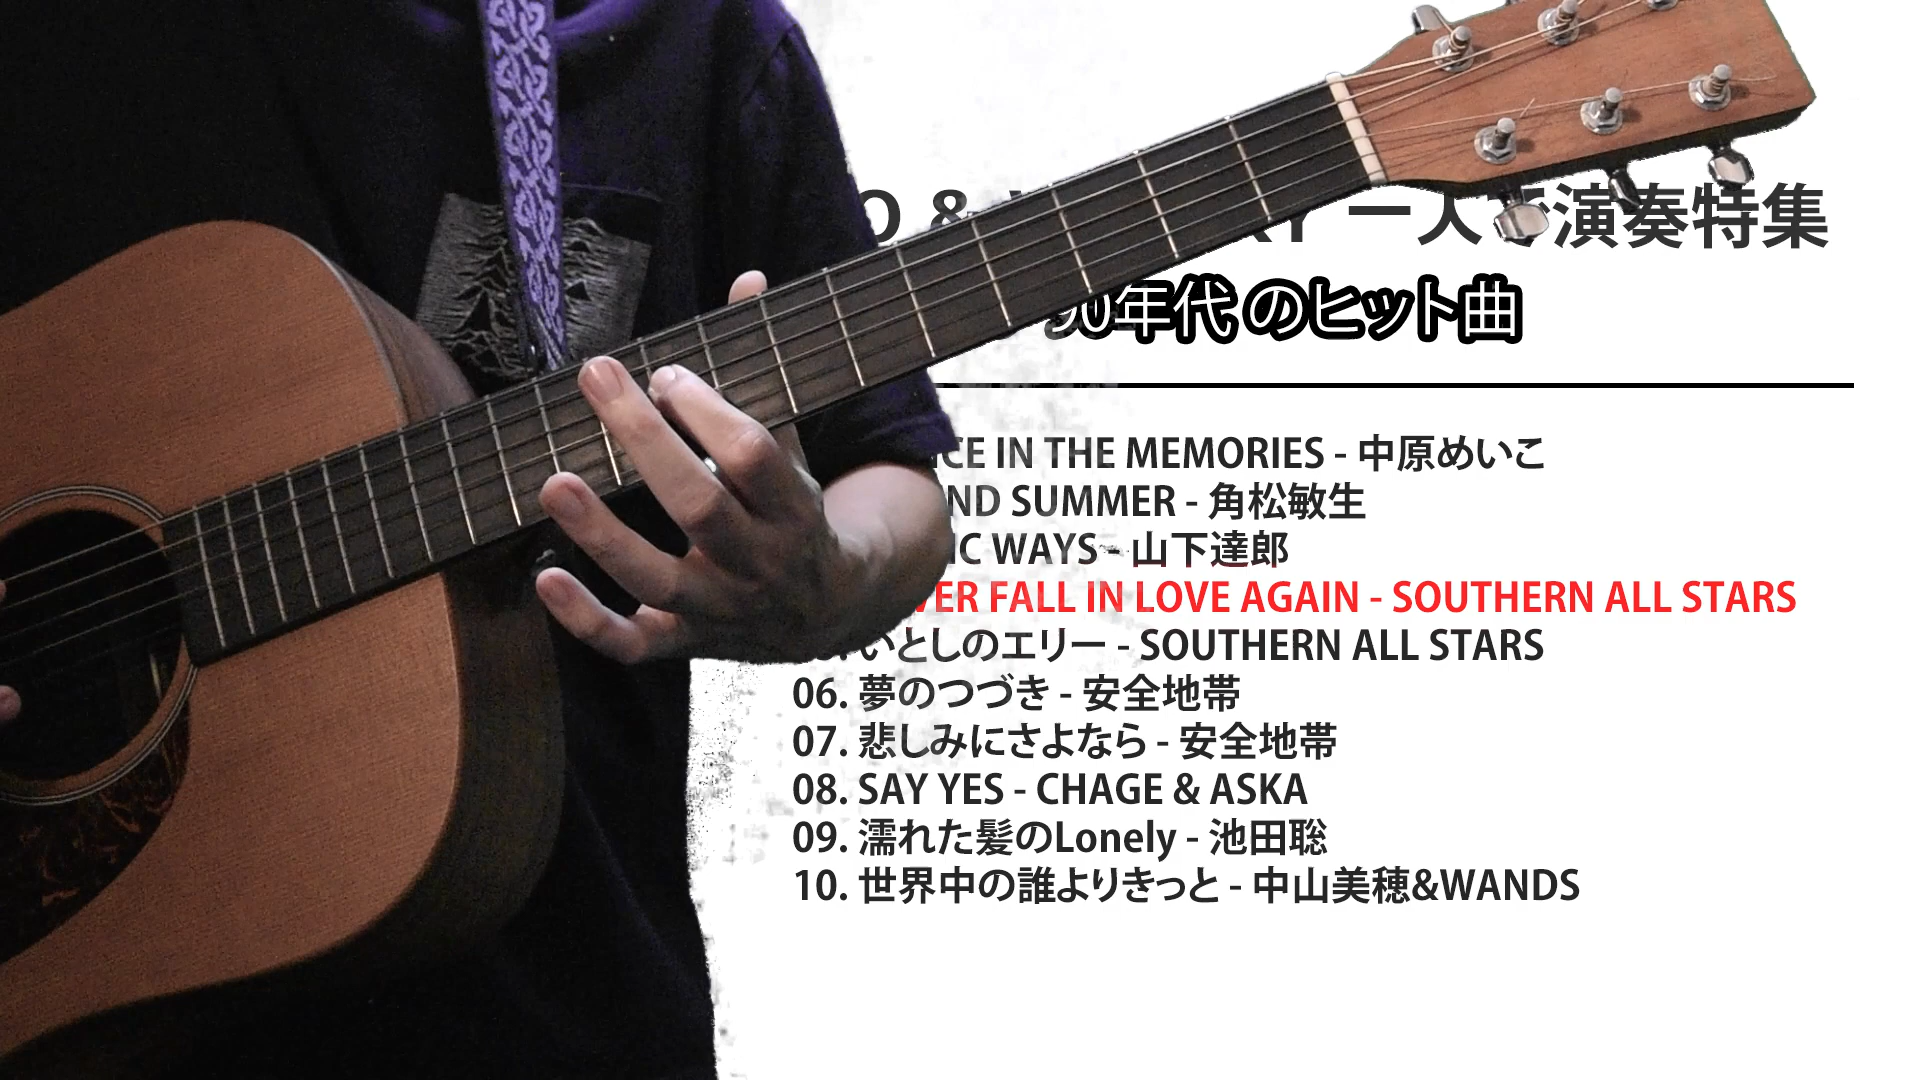 & 一人で演奏特集
90年代 のヒット曲
IN THE MEMORIES - 中原めいこ
SUMMER - 角松敏生
WAYS - 山下達郎
FALL IN LOVE AGAIN - SOUTHERN ALL STARS
いとしのエリー - SOUTHERN ALL STARS
06. 夢のつづき - 安全地帯
07. 悲しみにさよなら - 安全地帯
08. SAY YES - CHAGE & ASKA
09. 濡れた髪のLonely - 池田聡
10. 世界中の誰よりきっと - 中山美穂&WANDS